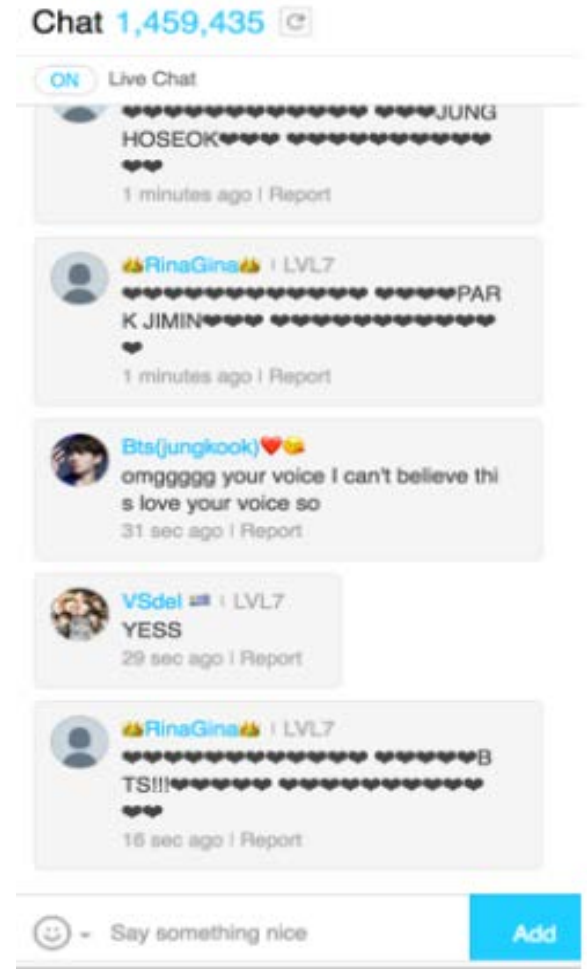 Chat 1,459,435
ON Live Chat
❤❤❤❤❤❤❤❤❤❤❤❤ ❤❤❤JUNG
HOSEOK❤❤❤ ❤❤❤❤❤❤❤❤❤❤
❤❤
1 minutes ago | Report
RinaGina | LVL7
❤❤❤❤❤❤❤❤❤❤❤❤ ❤❤❤❤PAR
K JIMIN❤❤❤ ❤❤❤❤❤❤❤❤❤❤❤
❤
1 minutes ago | Report
Bts(jungkook)❤️😘
omggggg your voice I can't believe thi
s love your voice so
31 sec ago | Report
VSdel | LVL7
YESS
29 sec ago | Report
RinaGina | LVL7
❤❤❤❤❤❤❤❤❤❤❤❤ ❤❤❤❤❤B
TS!!!❤❤❤❤❤ ❤❤❤❤❤❤❤❤❤❤
❤❤
16 sec ago | Report
Say something nice Add